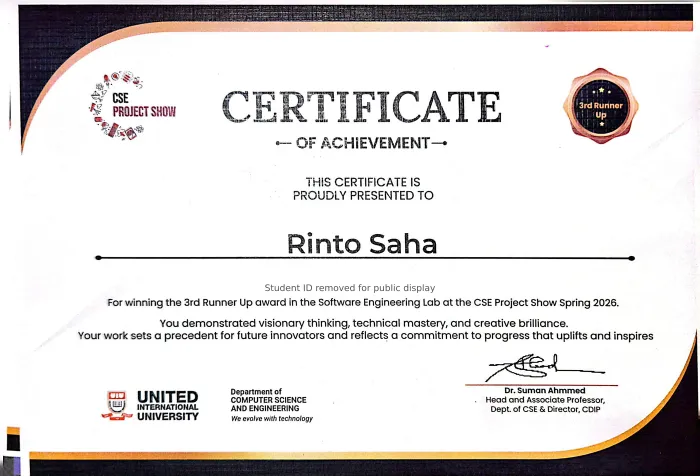 CSE
PROJECT SHOW
CERTIFICATE
OF ACHIEVEMENT
3rd Runner
Up
THIS CERTIFICATE IS
PROUDLY PRESENTED TO
Rinto Saha
Student ID removed for public display
For winning the 3rd Runner Up award in the Software Engineering Lab at the CSE Project Show Spring 2026.
You demonstrated visionary thinking, technical mastery, and creative brilliance.
Your work sets a precedent for future innovators and reflects a commitment to progress that uplifts and inspires
UNITED
INTERNATIONAL
UNIVERSITY
Department of
COMPUTER SCIENCE
AND ENGINEERING
We evolve with technology
Dr. Suman Ahmmed
Head and Associate Professor,
Dept. of CSE & Director, CDIP